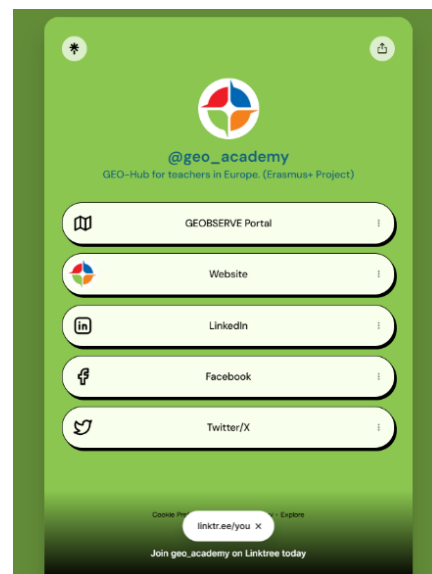 @geo_academy
GEO-Hub for teachers in Europe. (Erasmus+ Project)
GEOBSERVE Portal
Website
LinkedIn
Facebook
Twitter/X
Cookie • Explore
linktr.ee/you ×
Join geo_academy on Linktree today